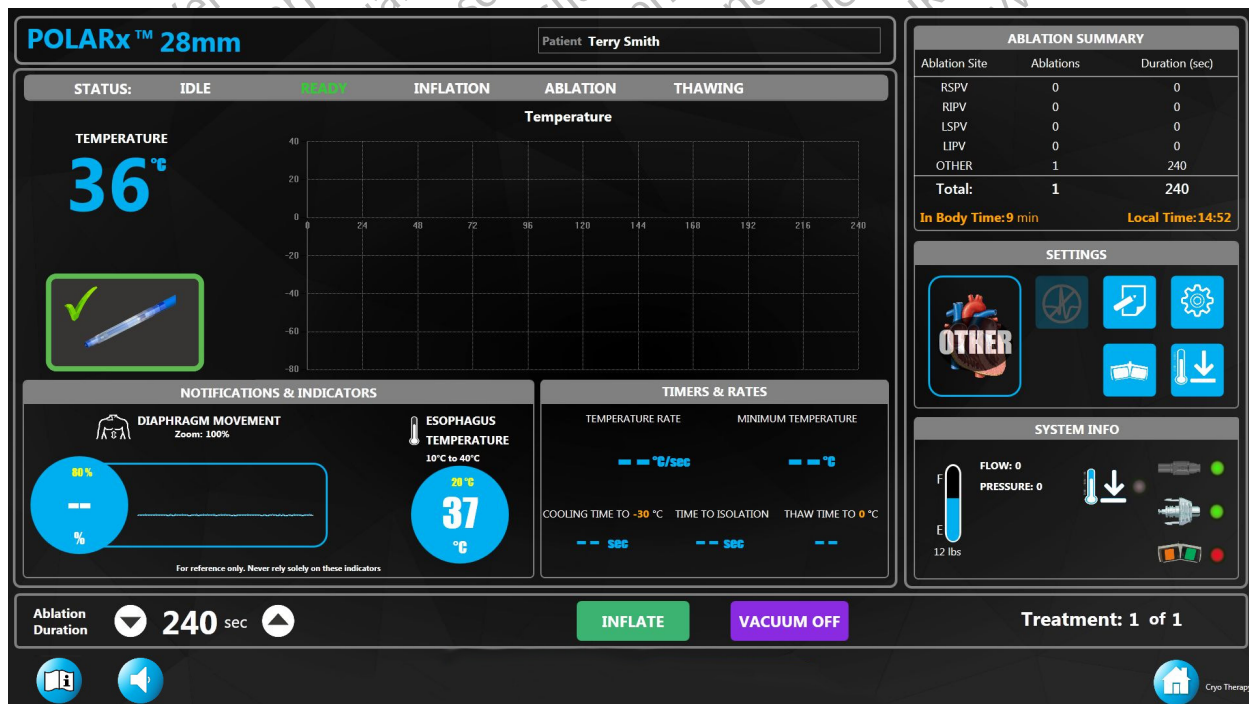 POLARx™ 28mm
Patient Terry Smith
STATUS: IDLE READY INFLATION ABLATION THAWING
TEMPERATURE
36°C
Temperature
40
20
0
0 24 48 72 96 120 144 168 192 216 240
-20
-40
-60
-80
NOTIFICATIONS & INDICATORS
DIAPHRAGM MOVEMENT
Zoom: 100%
80 %
--
%
ESOPHAGUS
TEMPERATURE
10°C to 40°C
20 °C
37
°C
For reference only. Never rely solely on these indicators
TIMERS & RATES
TEMPERATURE RATE MINIMUM TEMPERATURE
-- °C/sec -- °C
COOLING TIME TO -30 °C TIME TO ISOLATION THAW TIME TO 0 °C
-- sec -- sec --
ABLATION SUMMARY
Ablation Site Ablations Duration (sec)
RSPV 0 0
RIPV 0 0
LSPV 0 0
LIPV 0 0
OTHER 1 240
Total: 1 240
In Body Time: 9 min Local Time: 14:52
SETTINGS
OTHER
SYSTEM INFO
F
E
12 lbs
FLOW: 0
PRESSURE: 0
Ablation
Duration
240 sec
INFLATE
VACUUM OFF
Treatment: 1 of 1
Cryo Therapy